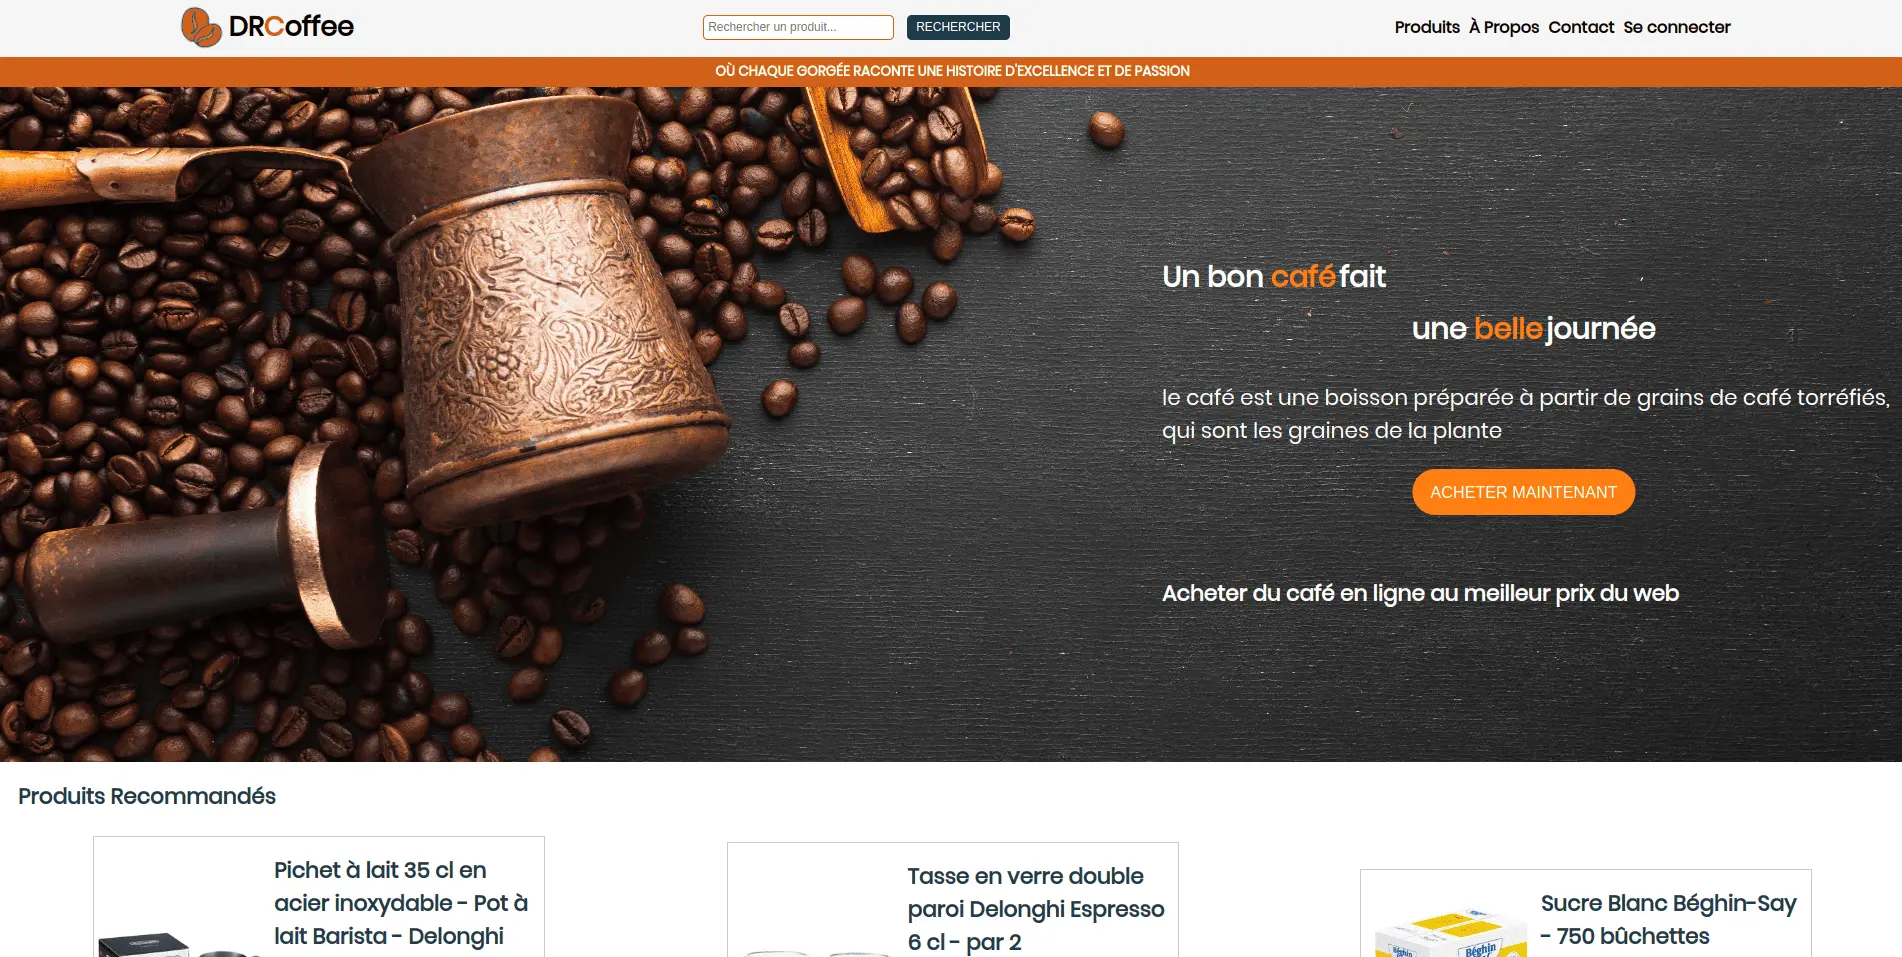 DRCoffee
Rechercher un produit...
RECHERCHER
Produits À Propos Contact Se connecter
OÙ CHAQUE GORGÉE RACONTE UNE HISTOIRE D'EXCELLENCE ET DE PASSION
Un bon café fait
une belle journée
le café est une boisson préparée à partir de grains de café torréfiés,
qui sont les graines de la plante
ACHETER MAINTENANT
Acheter du café en ligne au meilleur prix du web
Produits Recommandés
Pichet à lait 35 cl en
acier inoxydable - Pot à
lait Barista - Delonghi
Tasse en verre double
paroi Delonghi Espresso
6 cl - par 2
Sucre Blanc Béghin-Say
- 750 bûchettes
Béghin
Béghin